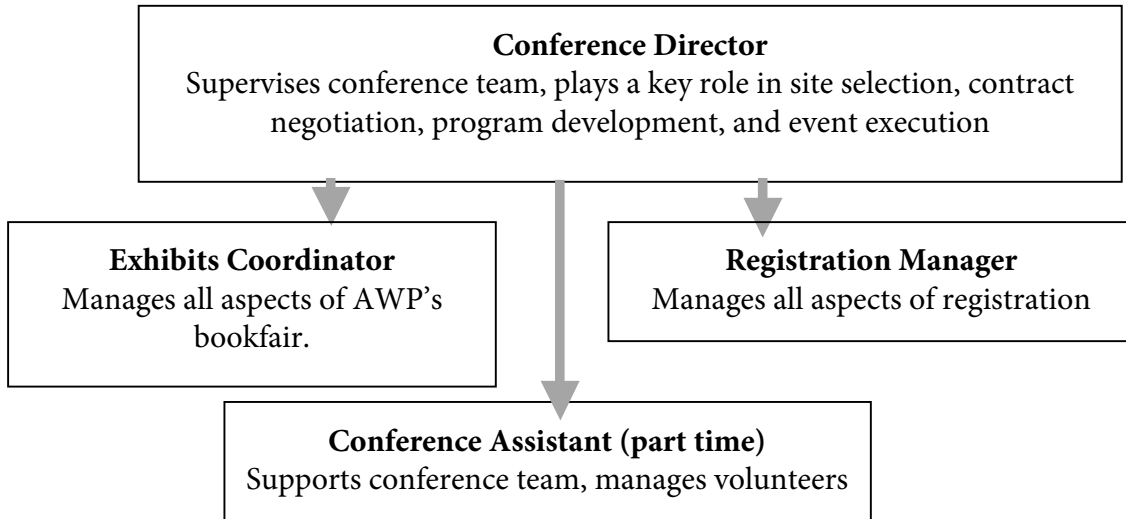 Conference Director
Supervises conference team, plays a key role in site selection, contract
negotiation, program development, and event execution
Exhibits Coordinator
Manages all aspects of AWP’s
bookfair.
Registration Manager
Manages all aspects of registration
Conference Assistant (part time)
Supports conference team, manages volunteers